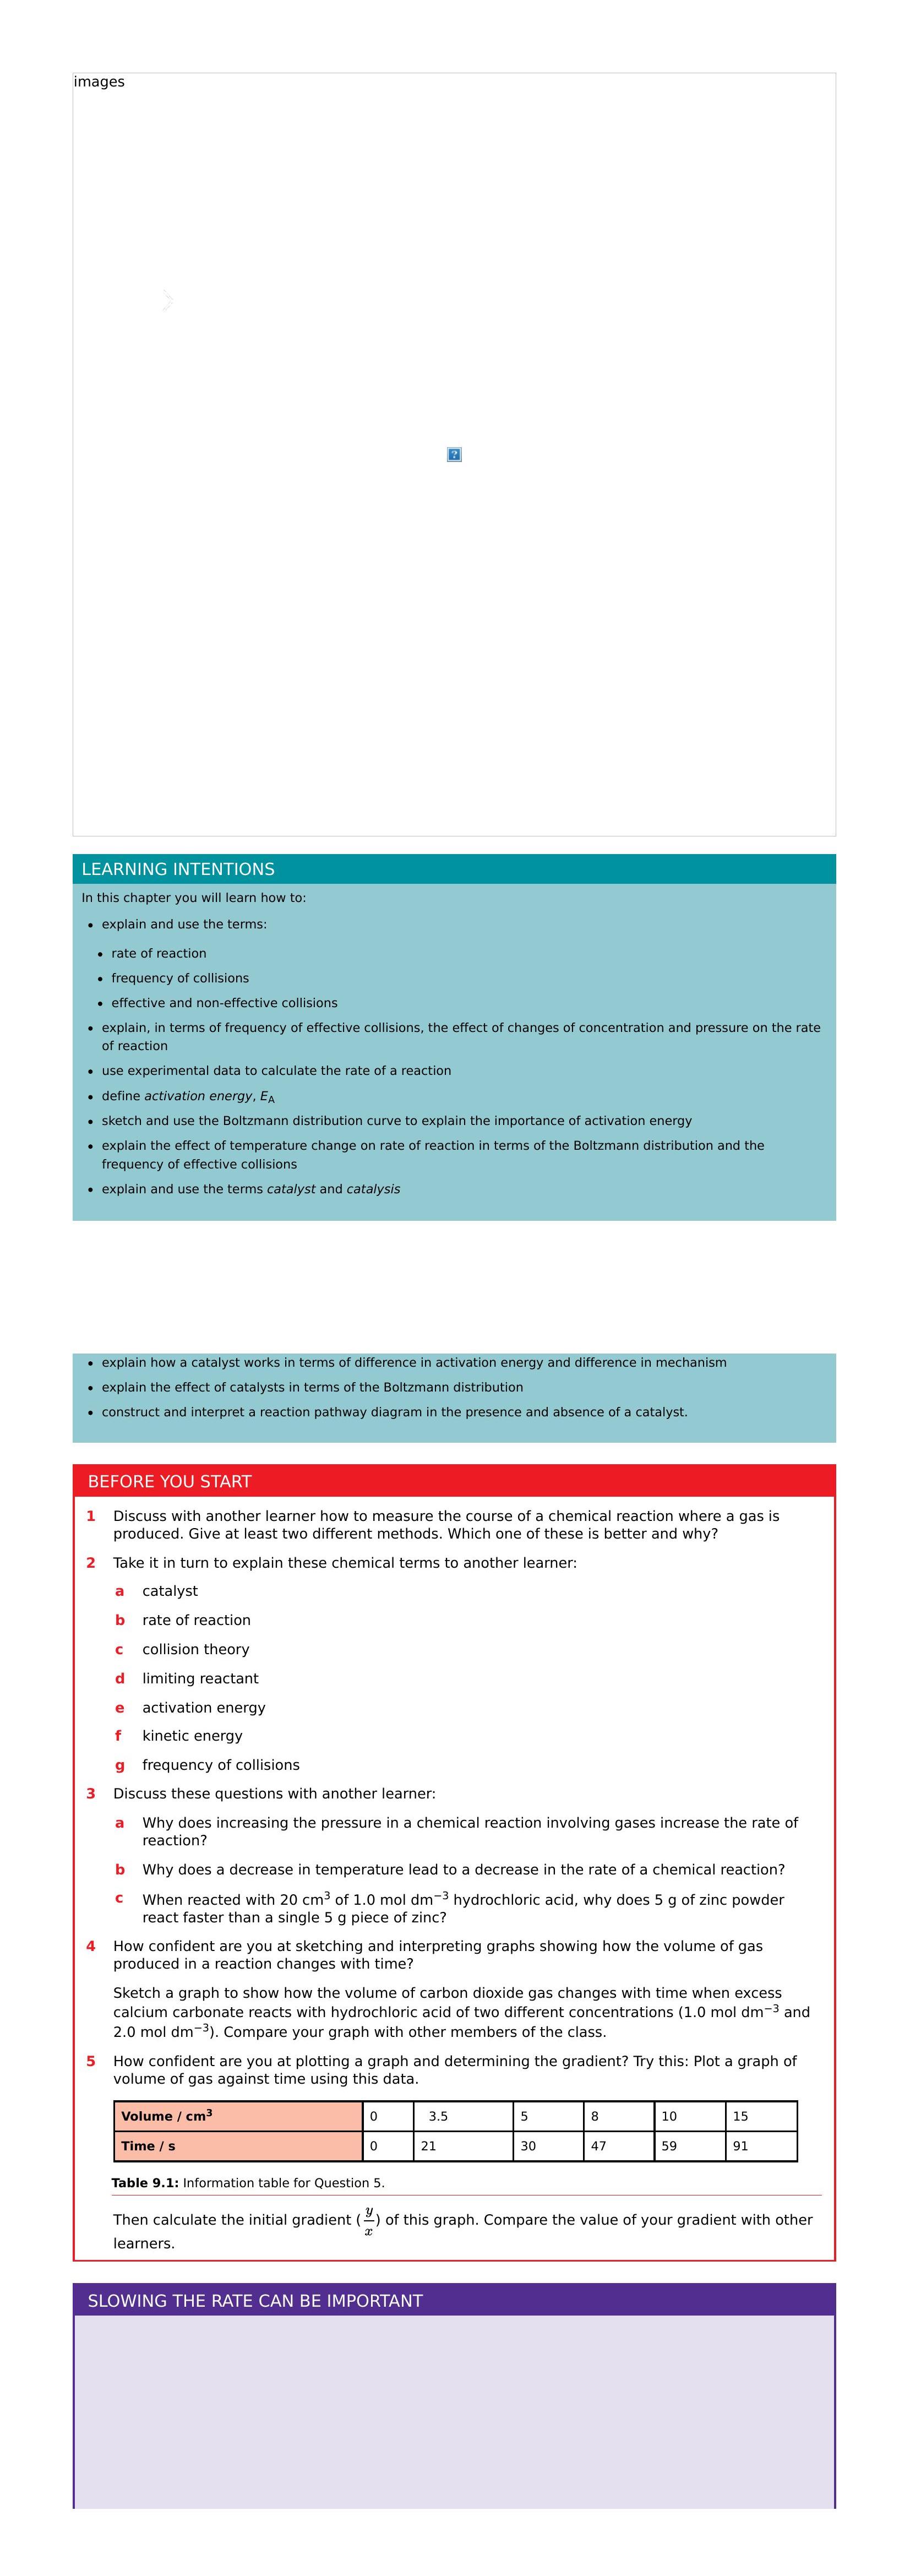 images
LEARNING INTENTIONS
In this chapter you will learn how to:
• explain and use the terms:
• rate of reaction
• frequency of collisions
• effective and non-effective collisions
• explain, in terms of frequency of effective collisions, the effect of changes of concentration and pressure on the rate
of reaction
• use experimental data to calculate the rate of a reaction
• define activation energy, E_A
• sketch and use the Boltzmann distribution curve to explain the importance of activation energy
• explain the effect of temperature change on rate of reaction in terms of the Boltzmann distribution and the
frequency of effective collisions
• explain and use the terms catalyst and catalysis
• explain how a catalyst works in terms of difference in activation energy and difference in mechanism
• explain the effect of catalysts in terms of the Boltzmann distribution
• construct and interpret a reaction pathway diagram in the presence and absence of a catalyst.
BEFORE YOU START
1 Discuss with another learner how to measure the course of a chemical reaction where a gas is
produced. Give at least two different methods. Which one of these is better and why?
2 Take it in turn to explain these chemical terms to another learner:
a catalyst
b rate of reaction
c collision theory
d limiting reactant
e activation energy
f kinetic energy
g frequency of collisions
3 Discuss these questions with another learner:
a Why does increasing the pressure in a chemical reaction involving gases increase the rate of
reaction?
b Why does a decrease in temperature lead to a decrease in the rate of a chemical reaction?
c When reacted with 20 cm³ of 1.0 mol dm⁻³ hydrochloric acid, why does 5 g of zinc powder
react faster than a single 5 g piece of zinc?
4 How confident are you at sketching and interpreting graphs showing how the volume of gas
produced in a reaction changes with time?
Sketch a graph to show how the volume of carbon dioxide gas changes with time when excess
calcium carbonate reacts with hydrochloric acid of two different concentrations (1.0 mol dm⁻³ and
2.0 mol dm⁻³). Compare your graph with other members of the class.
5 How confident are you at plotting a graph and determining the gradient? Try this: Plot a graph of
volume of gas against time using this data.
Volume / cm³ 0 3.5 5 8 10 15
Time / s 0 21 30 47 59 91
Table 9.1: Information table for Question 5.
Then calculate the initial gradient (y/x) of this graph. Compare the value of your gradient with other
learners.
SLOWING THE RATE CAN BE IMPORTANT